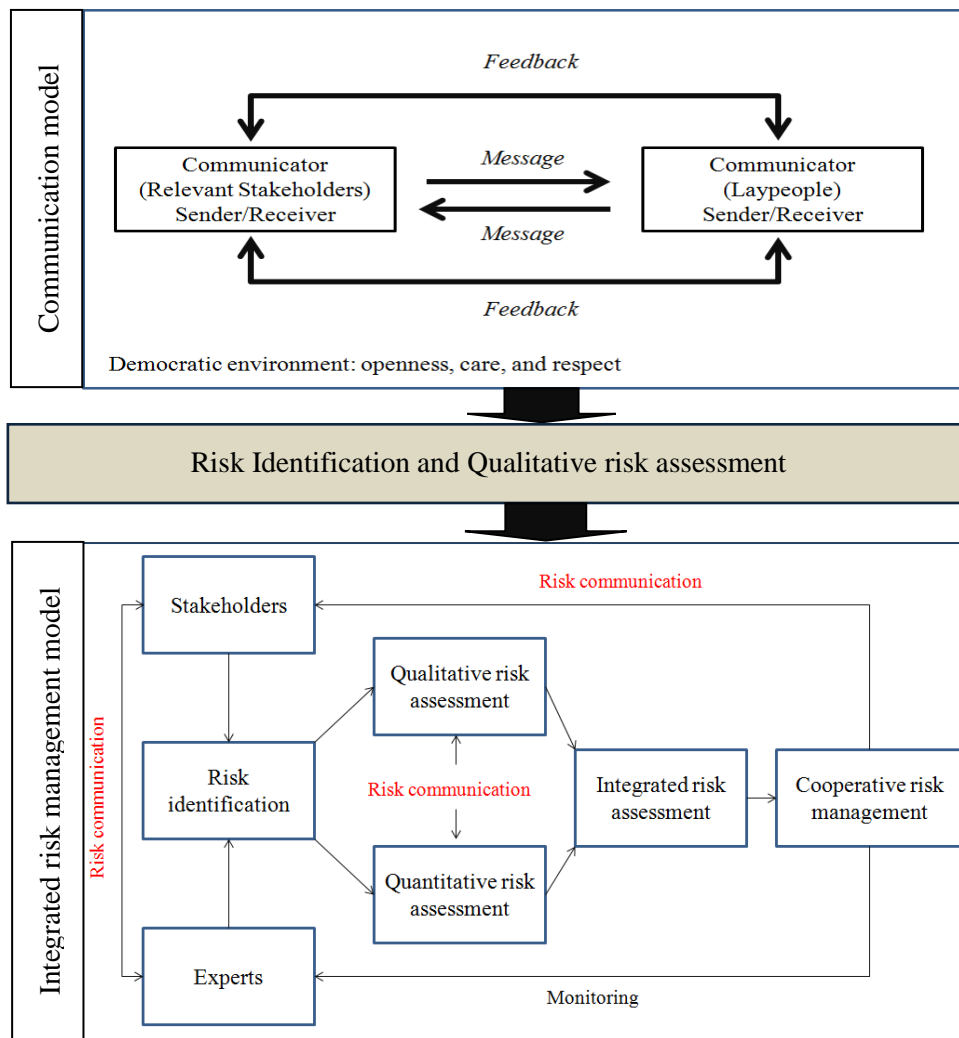 Communication model
Feedback
Communicator
(Relevant Stakeholders)
Sender/Receiver
Message
Message
Communicator
(Laypeople)
Sender/Receiver
Feedback
Democratic environment: openness, care, and respect
Risk Identification and Qualitative risk assessment
Integrated risk management model
Risk communication
Stakeholders
Risk communication
Qualitative risk
assessment
Risk
identification
Risk communication
Integrated risk
assessment
Cooperative risk
management
Quantitative risk
assessment
Experts
Monitoring